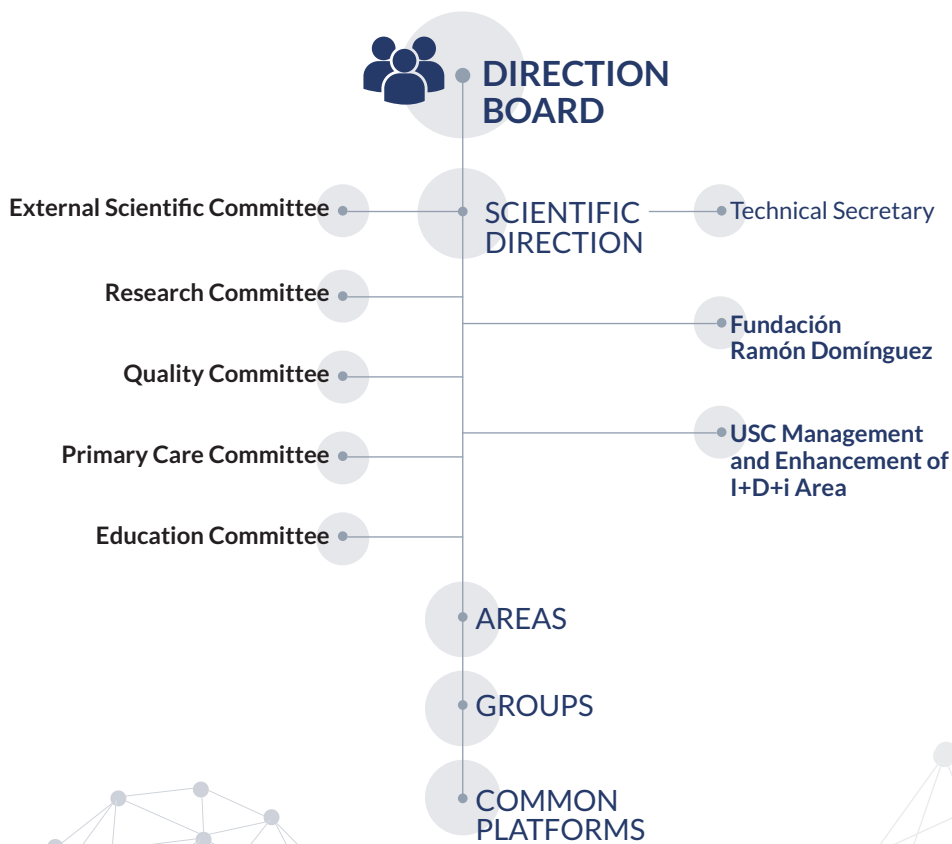 DIRECTION
BOARD
External Scientific Committee
SCIENTIFIC
DIRECTION
Technical Secretary
Research Committee
Fundación
Ramón Domínguez
Quality Committee
USC Management
and Enhancement of
I+D+i Area
Primary Care Committee
Education Committee
AREAS
GROUPS
COMMON
PLATFORMS